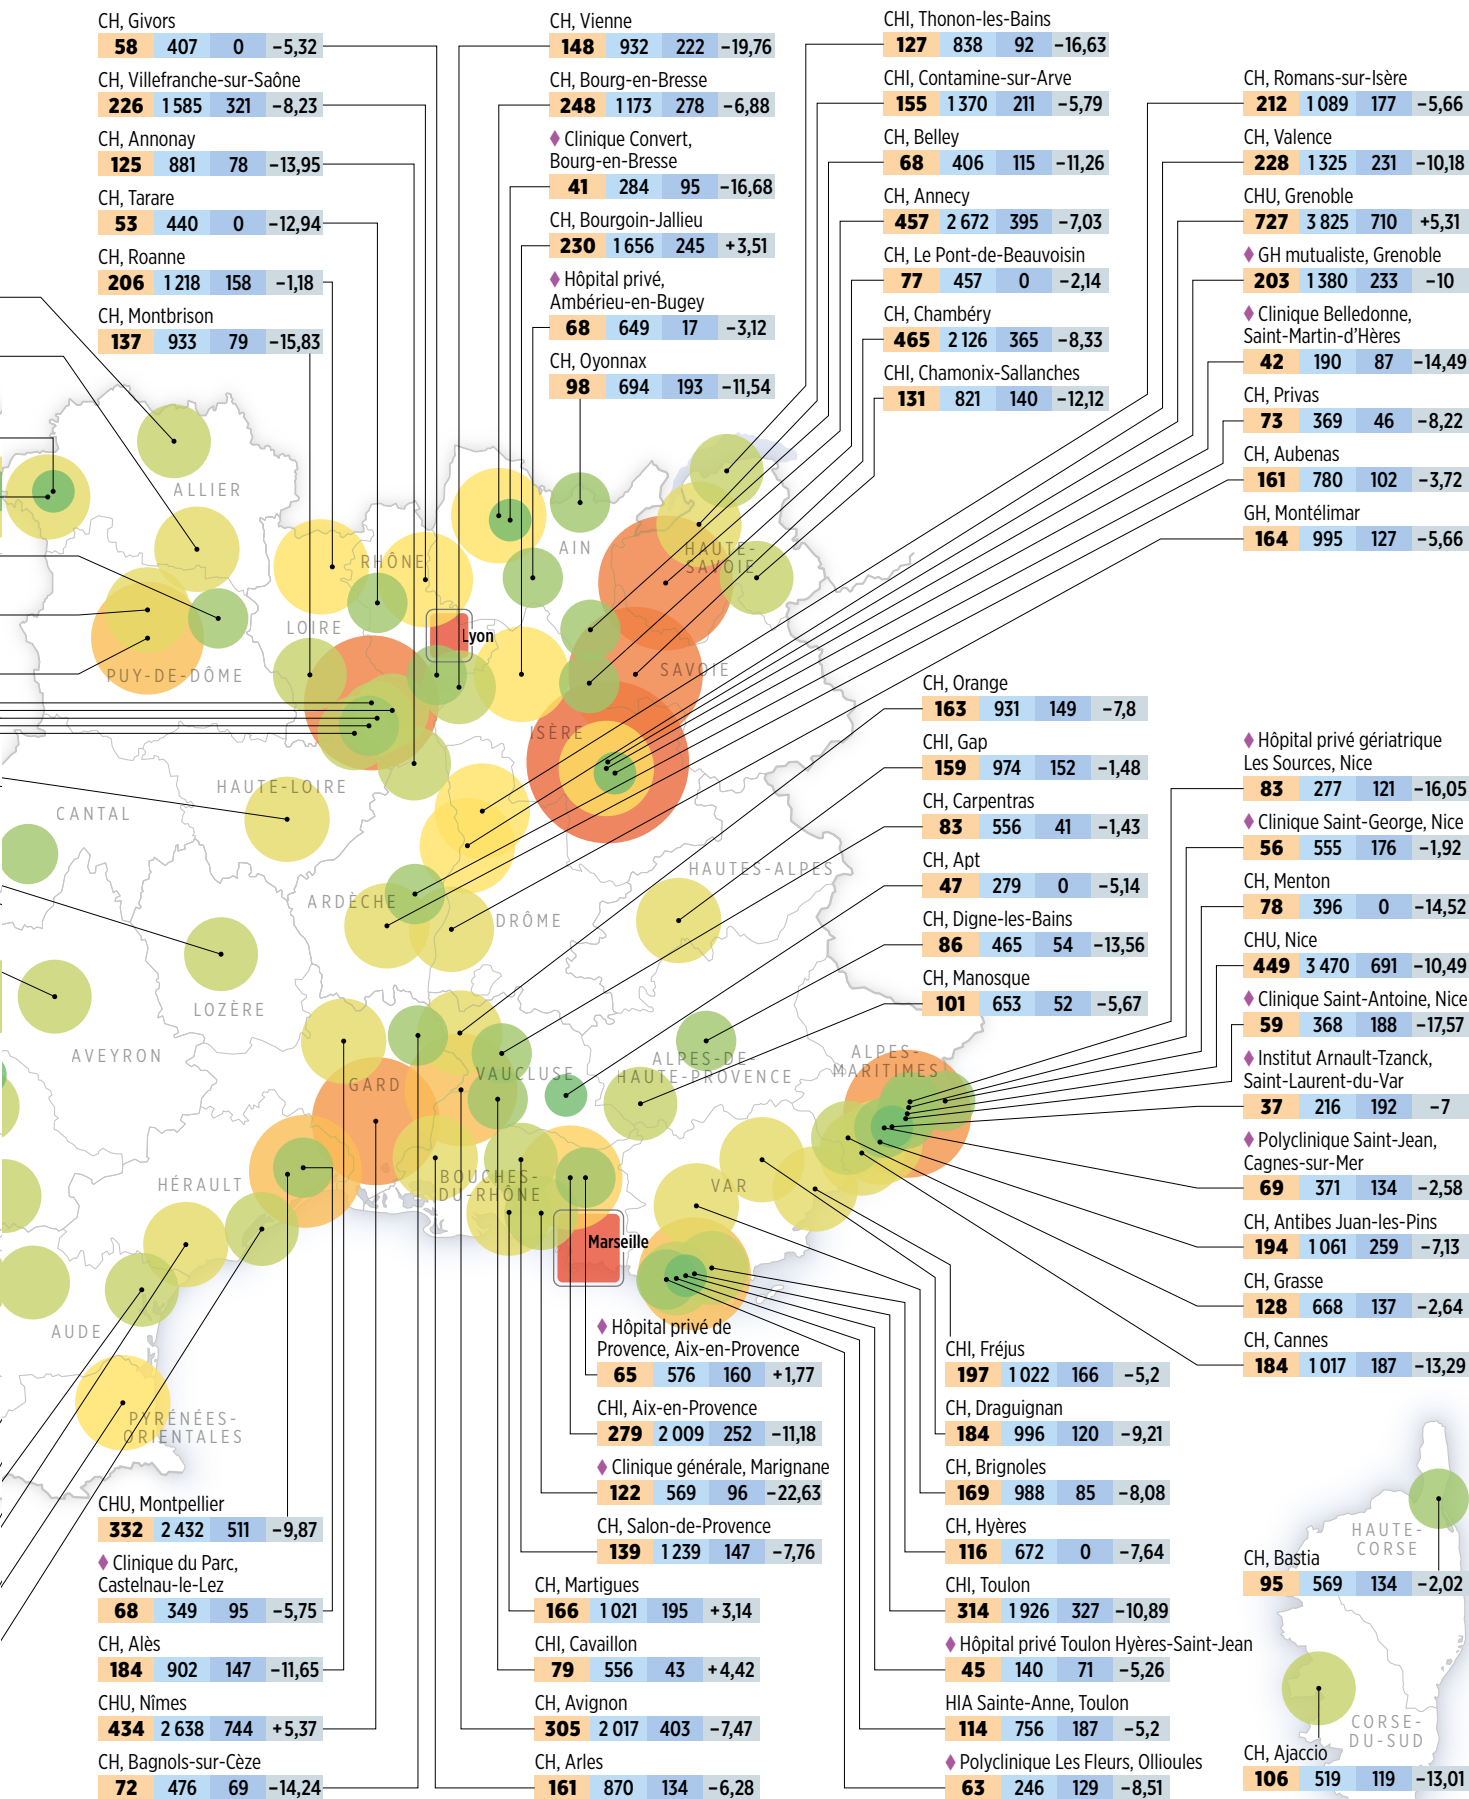 CH, Givors
58 407 0 –5,32
CH, Villefranche-sur-Saône
226 1 585 321 –8,23
CH, Annonay
125 881 78 –13,95
CH, Tarare
53 440 0 –12,94
CH, Roanne
206 1 218 158 –1,18
CH, Montbrison
137 933 79 –15,83
CH, Vienne
148 932 222 –19,76
CH, Bourg-en-Bresse
248 1 173 278 –6,88
♦ Clinique Convert,
Bourg-en-Bresse
41 284 95 –16,68
CH, Bourgoin-Jallieu
230 1 656 245 +3,51
♦ Hôpital privé,
Ambérieu-en-Bugey
68 649 17 –3,12
CH, Oyonnax
98 694 193 –11,54
CHI, Thonon-les-Bains
127 838 92 –16,63
CHI, Contamine-sur-Arve
155 1 370 211 –5,79
CH, Belley
68 406 115 –11,26
CH, Annecy
457 2 672 395 –7,03
CH, Le Pont-de-Beauvoisin
77 457 0 –2,14
CH, Chambéry
465 2 126 365 –8,33
CHI, Chamonix-Sallanches
131 821 140 –12,12
CH, Romans-sur-Isère
212 1 089 177 –5,66
CH, Valence
228 1 325 231 –10,18
CHU, Grenoble
727 3 825 710 +5,31
♦ GH mutualiste, Grenoble
203 1 380 233 –10
♦ Clinique Belledonne,
Saint-Martin-d'Hères
42 190 87 –14,49
CH, Privas
73 369 46 –8,22
CH, Aubenas
161 780 102 –3,72
GH, Montélimar
164 995 127 –5,66
ALLIER
RHÔNE
AIN
HAUTE-
SAVOIE
LOIRE
Lyon
PUY-DE-DÔME
SAVOIE
ISÈRE
HAUTE-LOIRE
CANTAL
HAUTES-ALPES
ARDÈCHE
DRÔME
LOZÈRE
AVEYRON
GARD
VAUCLUSE
ALPES-DE-
HAUTE-PROVENCE
ALPES-
MARITIMES
HÉRAULT
BOUCHES-
DU-RHÔNE
VAR
Marseille
AUDE
PYRÉNÉES-
ORIENTALES
CH, Orange
163 931 149 –7,8
CHI, Gap
159 974 152 –1,48
CH, Carpentras
83 556 41 –1,43
CH, Apt
47 279 0 –5,14
CH, Digne-les-Bains
86 465 54 –13,56
CH, Manosque
101 653 52 –5,67
♦ Hôpital privé gériatrique
Les Sources, Nice
83 277 121 –16,05
♦ Clinique Saint-George, Nice
56 555 176 –1,92
CH, Menton
78 396 0 –14,52
CHU, Nice
449 3 470 691 –10,49
♦ Clinique Saint-Antoine, Nice
59 368 188 –17,57
♦ Institut Arnault-Tzanck,
Saint-Laurent-du-Var
37 216 192 –7
♦ Polyclinique Saint-Jean,
Cagnes-sur-Mer
69 371 134 –2,58
CH, Antibes Juan-les-Pins
194 1 061 259 –7,13
CH, Grasse
128 668 137 –2,64
CH, Cannes
184 1 017 187 –13,29
CHU, Montpellier
332 2 432 511 –9,87
♦ Clinique du Parc,
Castelnau-le-Lez
68 349 95 –5,75
CH, Alès
184 902 147 –11,65
CHU, Nîmes
434 2 638 744 +5,37
CH, Bagnols-sur-Cèze
72 476 69 –14,24
♦ Hôpital privé de
Provence, Aix-en-Provence
65 576 160 +1,77
CHI, Aix-en-Provence
279 2 009 252 –11,18
♦ Clinique générale, Marignane
122 569 96 –22,63
CH, Salon-de-Provence
139 1 239 147 –7,76
CH, Martigues
166 1 021 195 +3,14
CHI, Cavaillon
79 556 43 +4,42
CH, Avignon
305 2 017 403 –7,47
CH, Arles
161 870 134 –6,28
CHI, Fréjus
197 1 022 166 –5,2
CH, Draguignan
184 996 120 –9,21
CH, Brignoles
169 988 85 –8,08
CH, Hyères
116 672 0 –7,64
CHI, Toulon
314 1 926 327 –10,89
♦ Hôpital privé Toulon Hyères-Saint-Jean
45 140 71 –5,26
HIA Sainte-Anne, Toulon
114 756 187 –5,2
♦ Polyclinique Les Fleurs, Ollioules
63 246 129 –8,51
HAUTE-
CORSE
CH, Bastia
95 569 134 –2,02
CORSE-
DU-SUD
CH, Ajaccio
106 519 119 –13,01